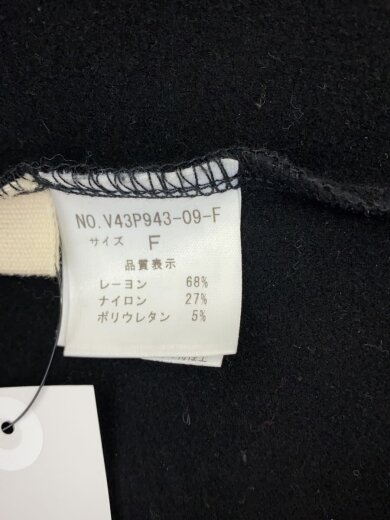 NO.V43P943-09-F
サイズ F
品質表示
レーヨン 68%
ナイロン 27%
ポリウレタン 5%